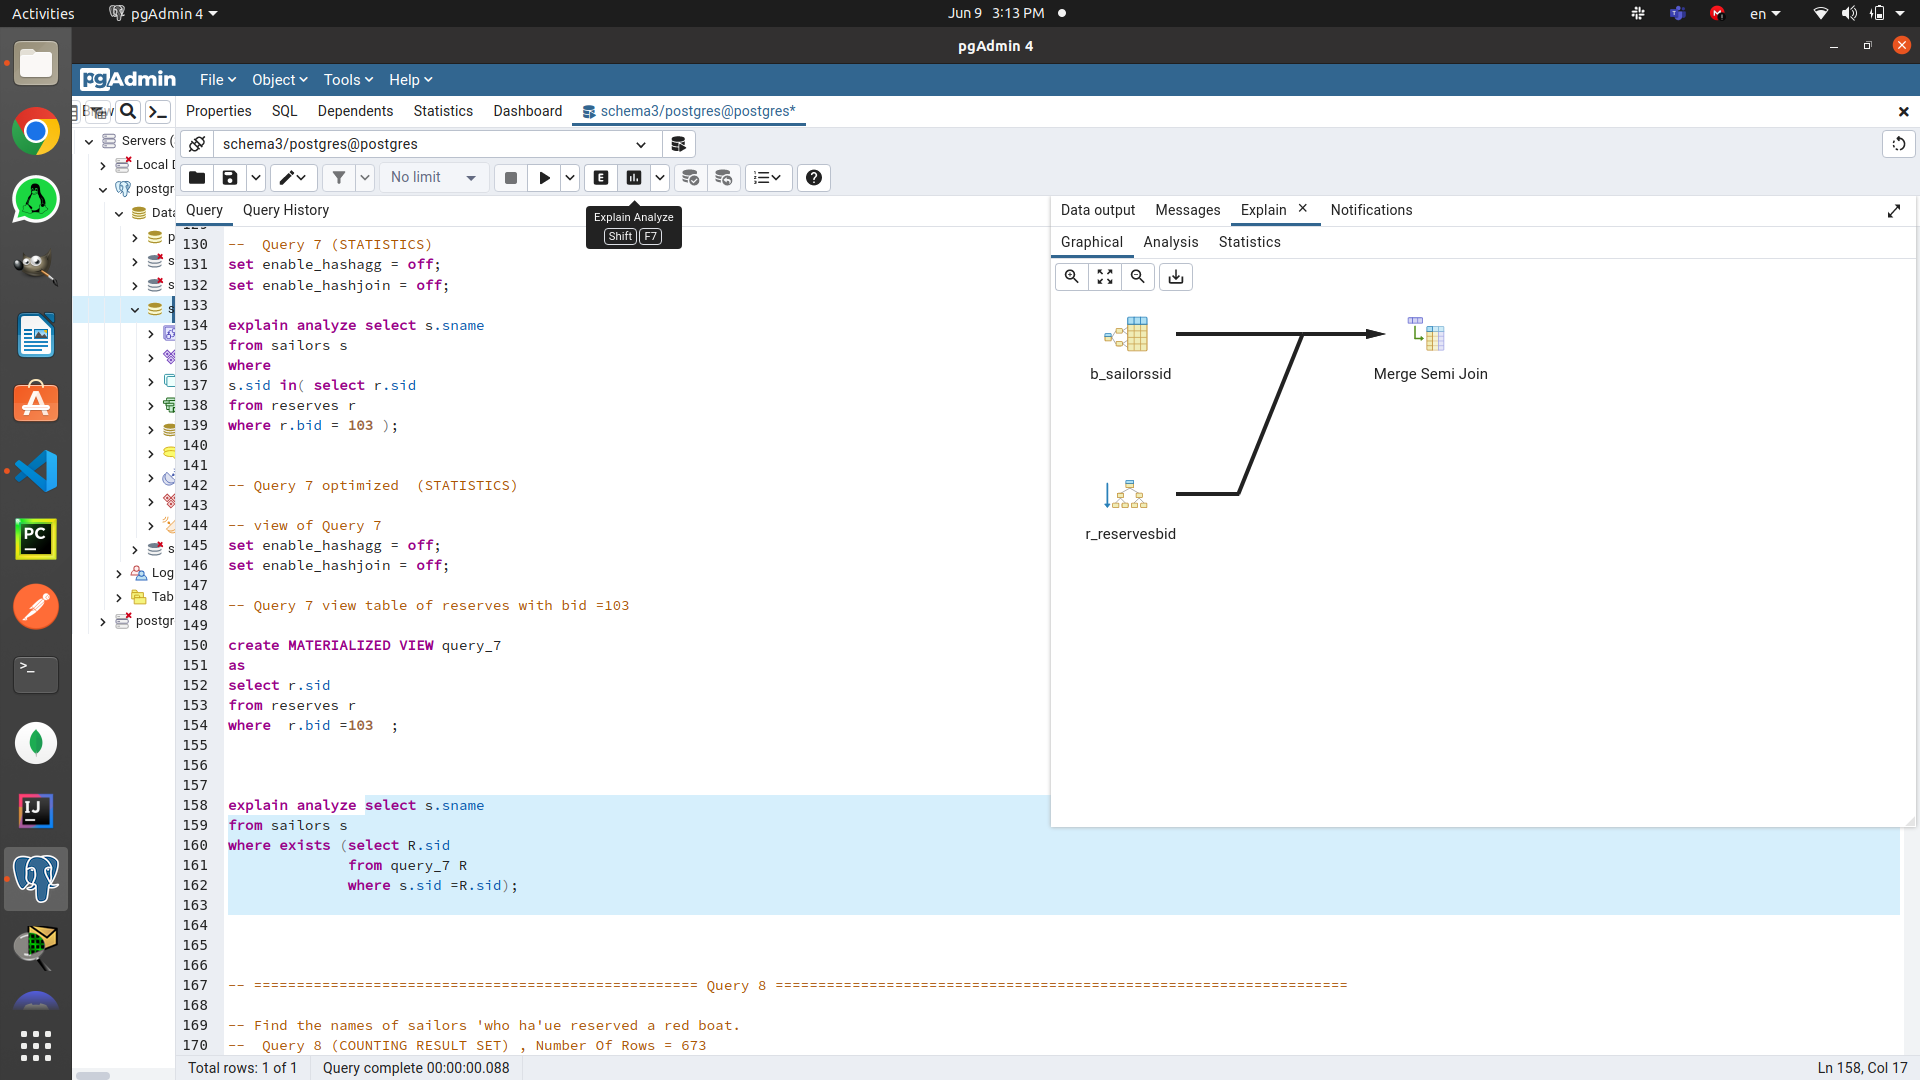 Activities
pgAdmin 4
Jun 9 3:13 PM
en
pgAdmin 4
pgAdmin
File
Object
Tools
Help
Properties
SQL
Dependents
Statistics
Dashboard
schema3/postgres@postgres*
Servers (
Local D
postgr
Data
p
s
s
s
s
Log
Tab
postgr
schema3/postgres@postgres
No limit
E
Query
Query History
Explain Analyze
Shift
F7
Data output
Messages
Explain
Notifications
Graphical
Analysis
Statistics
b_sailorssid
Merge Semi Join
r_reservesbid
130 -- Query 7 (STATISTICS)
131 set enable_hashagg = off;
132 set enable_hashjoin = off;
133
134 explain analyze select s.sname
135 from sailors s
136 where
137 s.sid in( select r.sid
138 from reserves r
139 where r.bid = 103 );
140
141
142 -- Query 7 optimized (STATISTICS)
143
144 -- view of Query 7
145 set enable_hashagg = off;
146 set enable_hashjoin = off;
147
148 -- Query 7 view table of reserves with bid =103
149
150 create MATERIALIZED VIEW query_7
151 as
152 select r.sid
153 from reserves r
154 where r.bid =103 ;
155
156
157
158 explain analyze select s.sname
159 from sailors s
160 where exists (select R.sid
161 from query_7 R
162 where s.sid =R.sid);
163
164
165
166
167 -- ==================================================== Query 8 ===================================================================
168
169 -- Find the names of sailors 'who ha'ue reserved a red boat.
170 -- Query 8 (COUNTING RESULT SET) , Number Of Rows = 673
Total rows: 1 of 1
Query complete 00:00:00.088
Ln 158, Col 17
PC
IJ